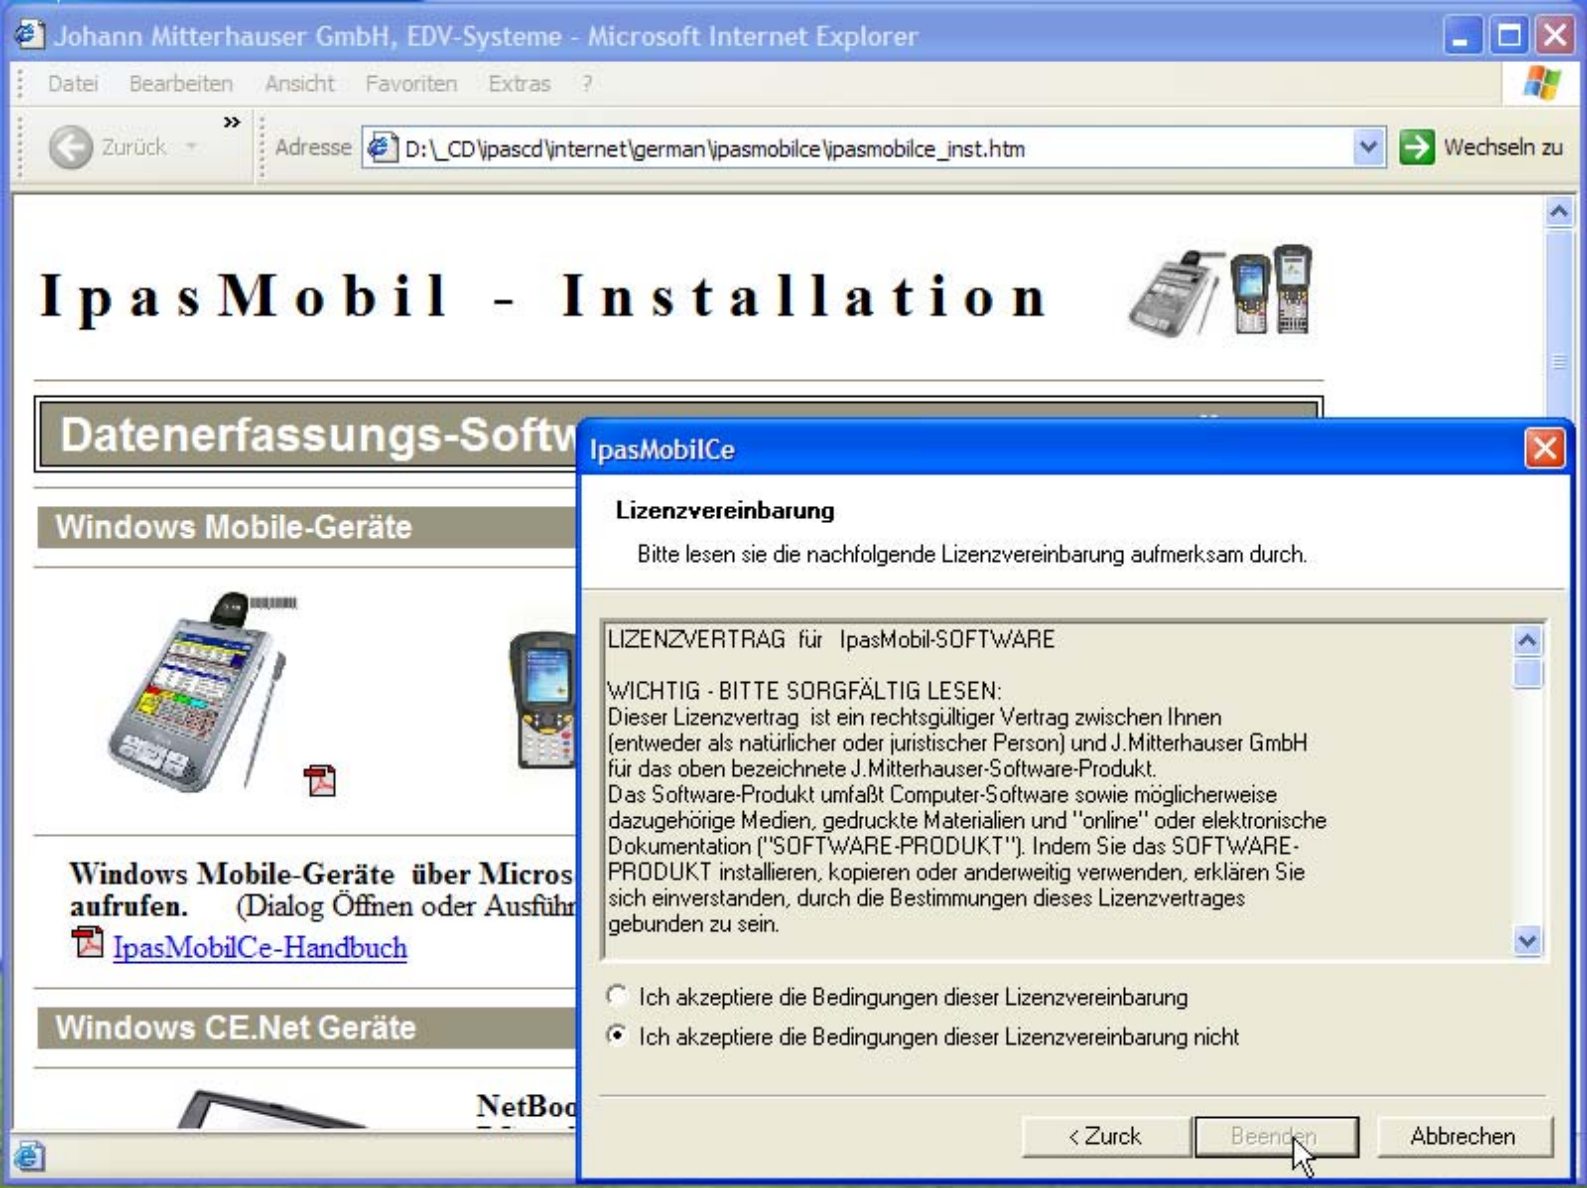 Johann Mitterhauser GmbH, EDV-Systeme - Microsoft Internet Explorer
Datei Bearbeiten Ansicht Favoriten Extras ?
Zurück » Adresse D:\_CD\ipascd\internet\german\ipasmobilce\ipasmobilce_inst.htm Wechseln zu
IpasMobil - Installation
Datenerfassungs-Softw
Windows Mobile-Geräte
Windows Mobile-Geräte über Micros
aufrufen. (Dialog Öffnen oder Ausführ
IpasMobilCe-Handbuch
Windows CE.Net Geräte
NetBoo
IpasMobilCe
Lizenzvereinbarung
Bitte lesen sie die nachfolgende Lizenzvereinbarung aufmerksam durch.
LIZENZVERTRAG für IpasMobil-SOFTWARE
WICHTIG - BITTE SORGFÄLTIG LESEN:
Dieser Lizenzvertrag ist ein rechtsgültiger Vertrag zwischen Ihnen
(entweder als natürlicher oder juristischer Person) und J.Mitterhauser GmbH
für das oben bezeichnete J.Mitterhauser-Software-Produkt.
Das Software-Produkt umfaßt Computer-Software sowie möglicherweise
dazugehörige Medien, gedruckte Materialien und "online" oder elektronische
Dokumentation ("SOFTWARE-PRODUKT"). Indem Sie das SOFTWARE-
PRODUKT installieren, kopieren oder anderweitig verwenden, erklären Sie
sich einverstanden, durch die Bestimmungen dieses Lizenzvertrages
gebunden zu sein.
Ich akzeptiere die Bedingungen dieser Lizenzvereinbarung
Ich akzeptiere die Bedingungen dieser Lizenzvereinbarung nicht
< Zurck Beenden Abbrechen